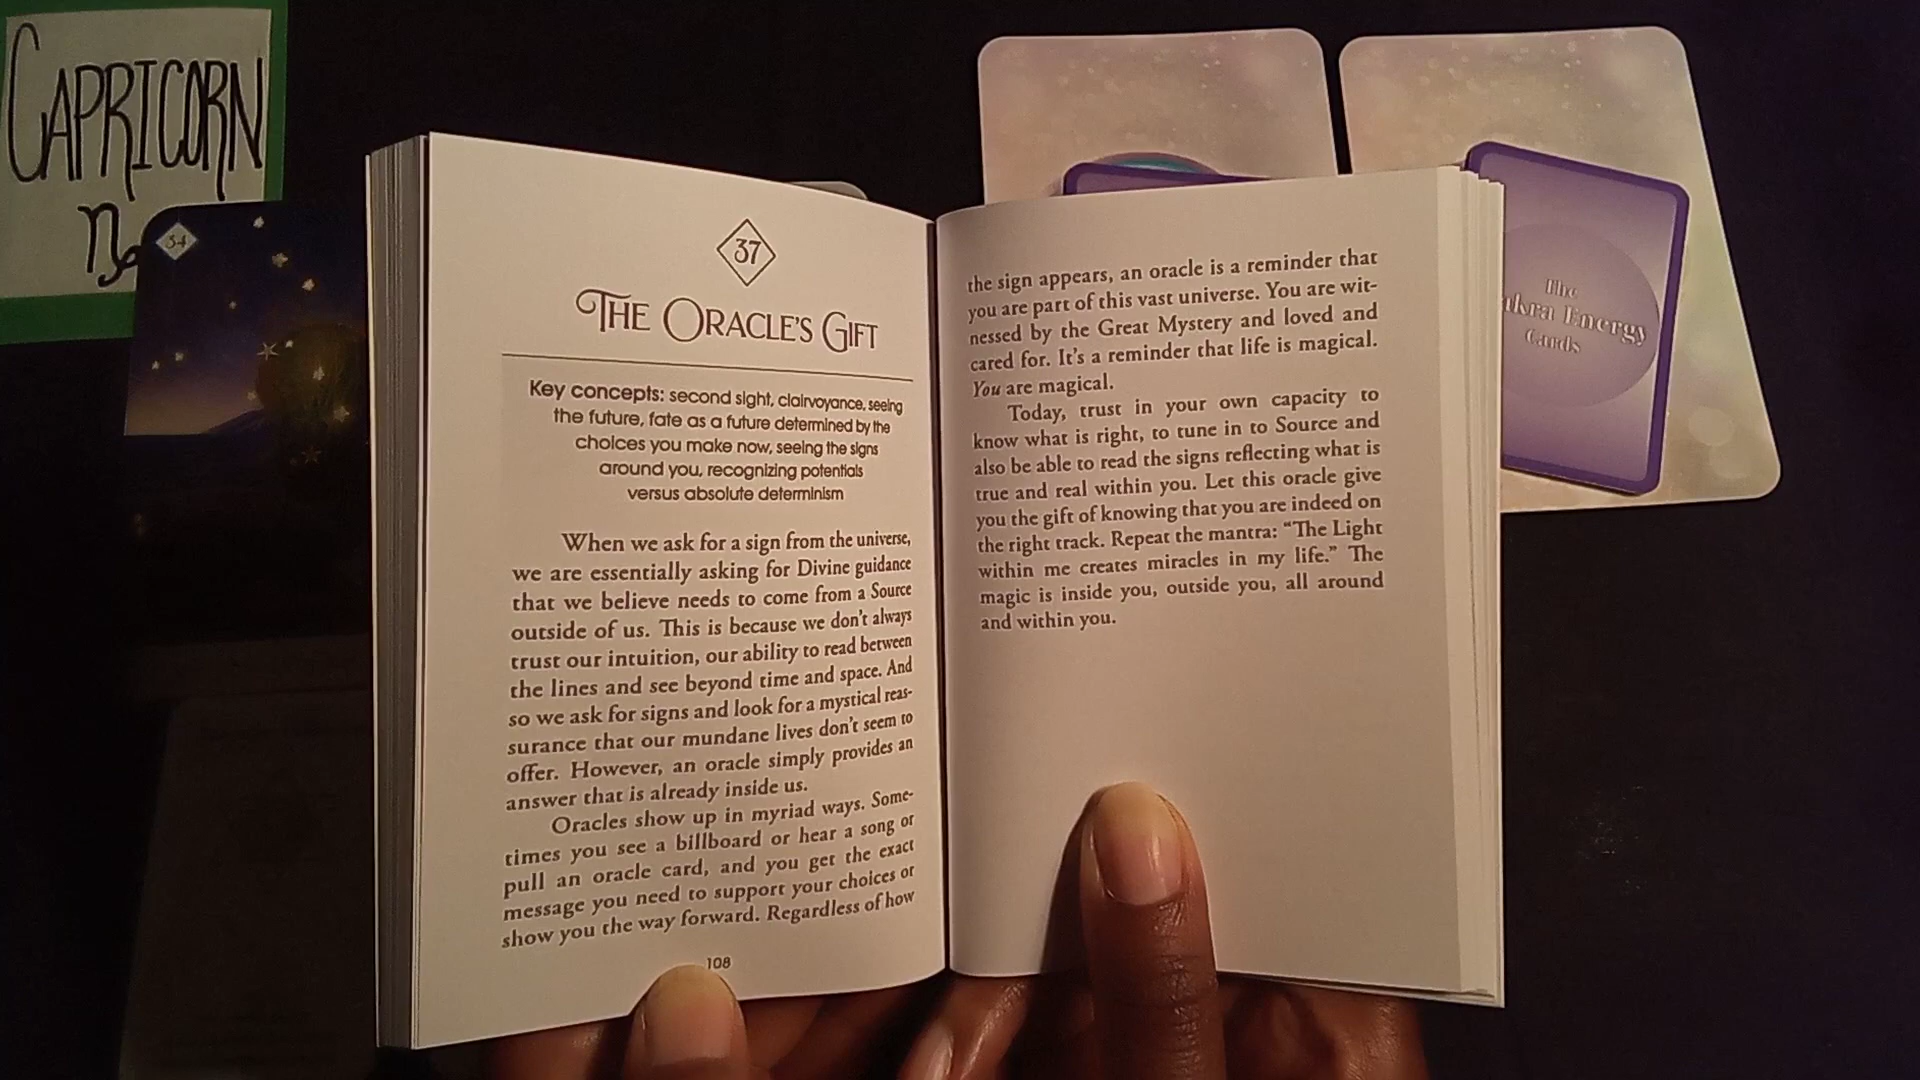 CAPRICORN
♑
34
37
THE ORACLE'S GIFT
Key concepts: second sight, clairvoyance, seeing
the future, fate as a future determined by the
choices you make now, seeing the signs
around you, recognizing potentials
versus absolute determinism
When we ask for a sign from the universe,
we are essentially asking for Divine guidance
that we believe needs to come from a Source
outside of us. This is because we don't always
trust our intuition, our ability to read between
the lines and see beyond time and space. And
so we ask for signs and look for a mystical reas-
surance that our mundane lives don't seem to
offer. However, an oracle simply provides an
answer that is already inside us.
Oracles show up in myriad ways. Some-
times you see a billboard or hear a song or
pull an oracle card, and you get the exact
message you need to support your choices or
show you the way forward. Regardless of how
108
the sign appears, an oracle is a reminder that
you are part of this vast universe. You are wit-
nessed by the Great Mystery and loved and
cared for. It's a reminder that life is magical.
You are magical.
Today, trust in your own capacity to
know what is right, to tune in to Source and
also be able to read the signs reflecting what is
true and real within you. Let this oracle give
you the gift of knowing that you are indeed on
the right track. Repeat the mantra: “The Light
within me creates miracles in my life.” The
magic is inside you, outside you, all around
and within you.
The
Energy
Cards